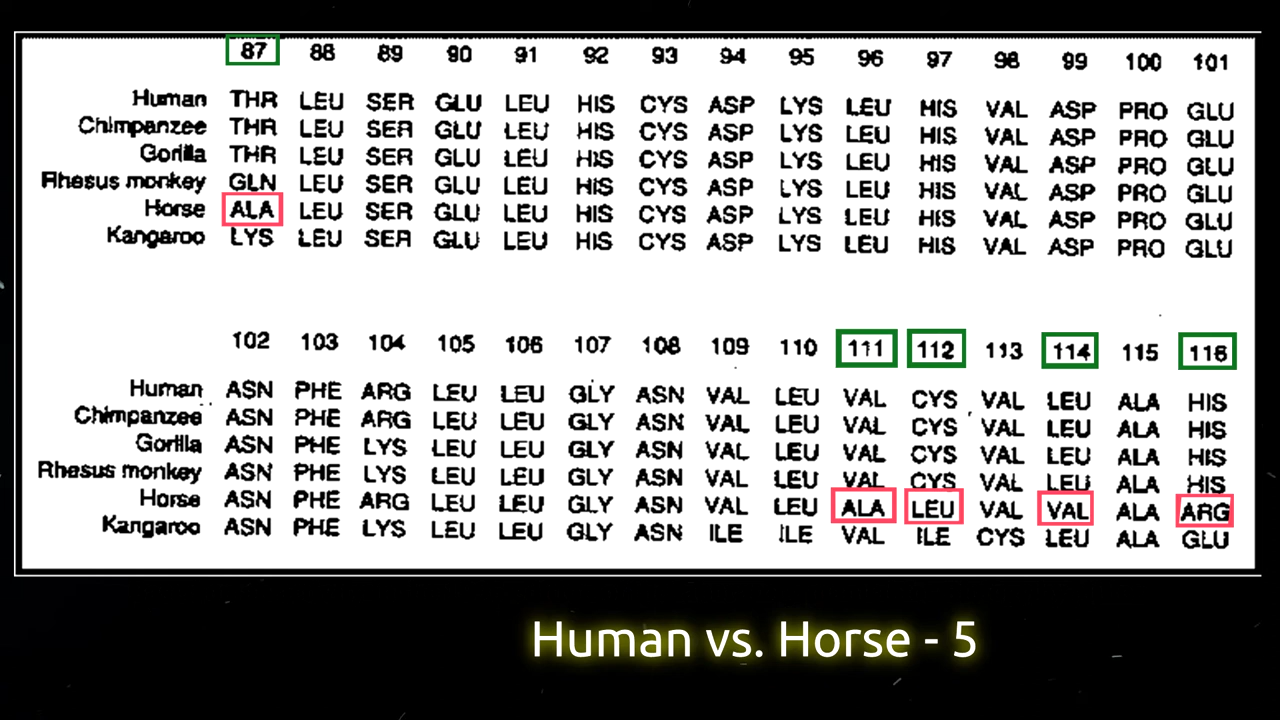 87 88 89 90 91 92 93 94 95 96 97 98 99 100 101
Human THR LEU SER GLU LEU HIS CYS ASP LYS LEU HIS VAL ASP PRO GLU
Chimpanzee THR LEU SER GLU LEU HIS CYS ASP LYS LEU HIS VAL ASP PRO GLU
Gorilla THR LEU SER GLU LEU HIS CYS ASP LYS LEU HIS VAL ASP PRO GLU
Rhesus monkey GLN LEU SER GLU LEU HIS CYS ASP LYS LEU HIS VAL ASP PRO GLU
Horse ALA LEU SER GLU LEU HIS CYS ASP LYS LEU HIS VAL ASP PRO GLU
Kangaroo LYS LEU SER GLU LEU HIS CYS ASP LYS LEU HIS VAL ASP PRO GLU
102 103 104 105 106 107 108 109 110 111 112 113 114 115 116
Human ASN PHE ARG LEU LEU GLY ASN VAL LEU VAL CYS VAL LEU ALA HIS
Chimpanzee ASN PHE ARG LEU LEU GLY ASN VAL LEU VAL CYS VAL LEU ALA HIS
Gorilla ASN PHE LYS LEU LEU GLY ASN VAL LEU VAL CYS VAL LEU ALA HIS
Rhesus monkey ASN PHE LYS LEU LEU GLY ASN VAL LEU VAL CYS VAL LEU ALA HIS
Horse ASN PHE ARG LEU LEU GLY ASN VAL LEU ALA LEU VAL VAL ALA ARG
Kangaroo ASN PHE LYS LEU LEU GLY ASN ILE ILE VAL ILE CYS LEU ALA GLU
Human vs. Horse - 5